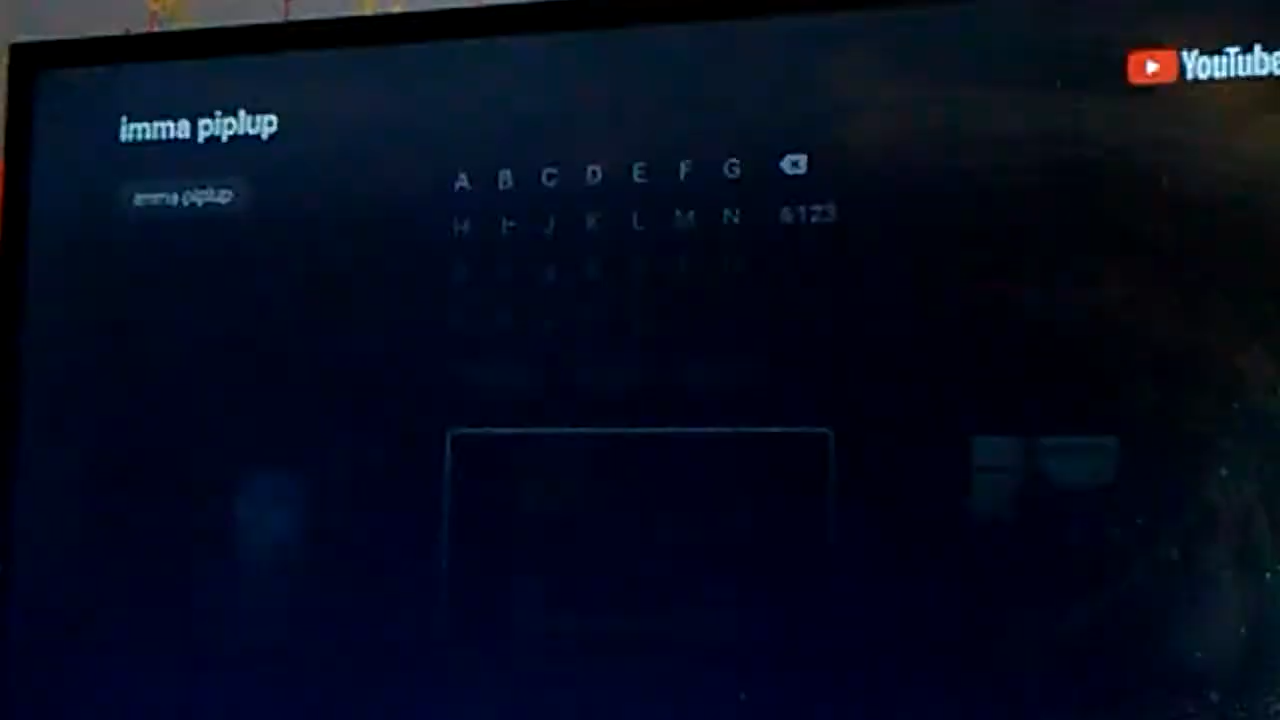 YouTube
imma piplup
imma piplup
A B C D E F G
H I J K L M N &123